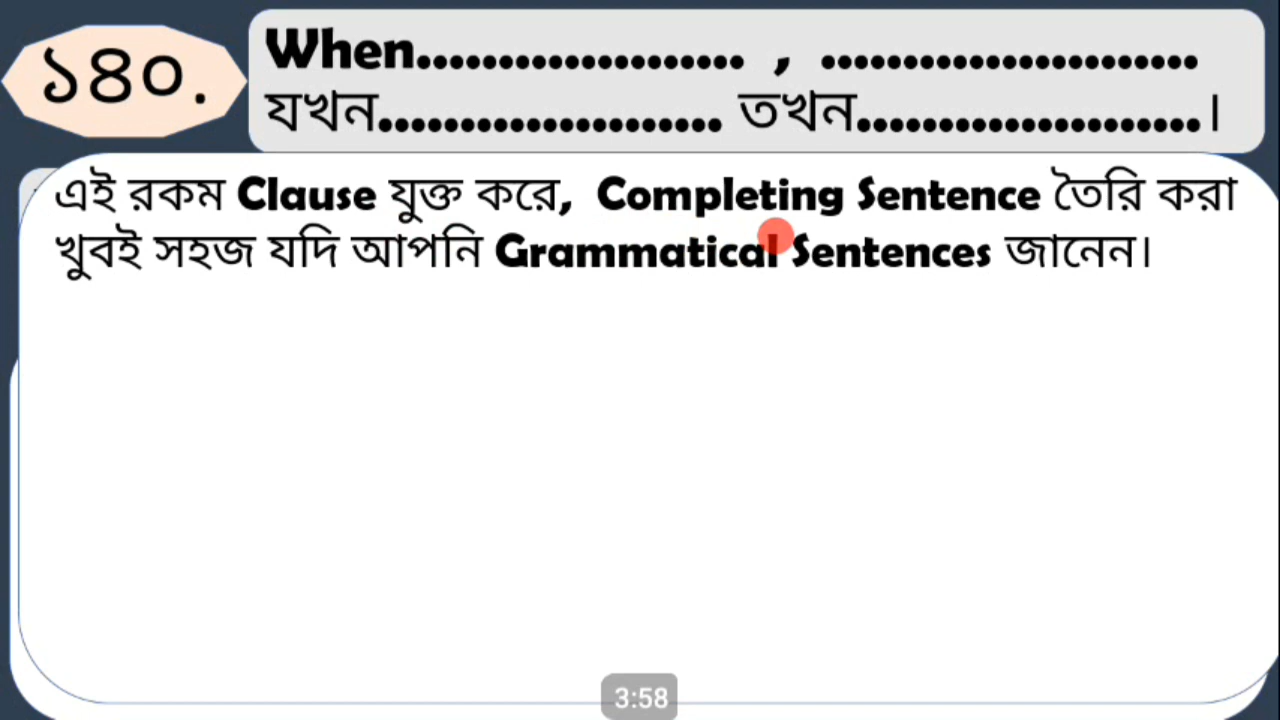 ১৪০.
When.................... , .......................
যখন..................... তখন.....................।
এই রকম Clause যুক্ত করে, Completing Sentence তৈরি করা
খুবই সহজ যদি আপনি Grammatical Sentences জানেন।
3:58